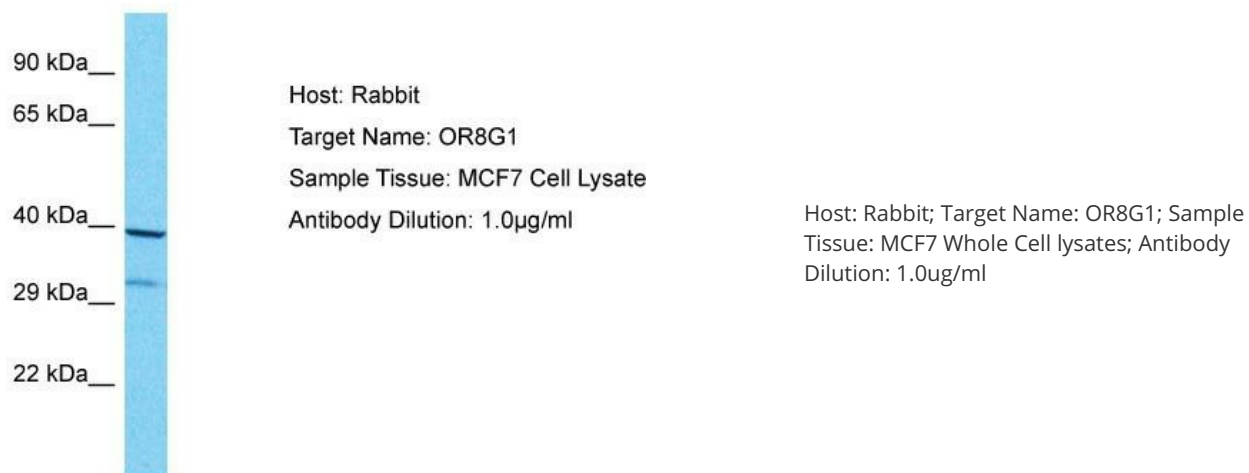 90 kDa__
65 kDa__
40 kDa__
29 kDa__
22 kDa__
Host: Rabbit
Target Name: OR8G1
Sample Tissue: MCF7 Cell Lysate
Antibody Dilution: 1.0µg/ml
Host: Rabbit; Target Name: OR8G1; Sample
Tissue: MCF7 Whole Cell lysates; Antibody
Dilution: 1.0ug/ml